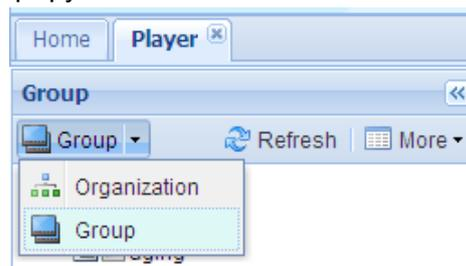 Home Player
Group
Group Refresh More
Organization
Group